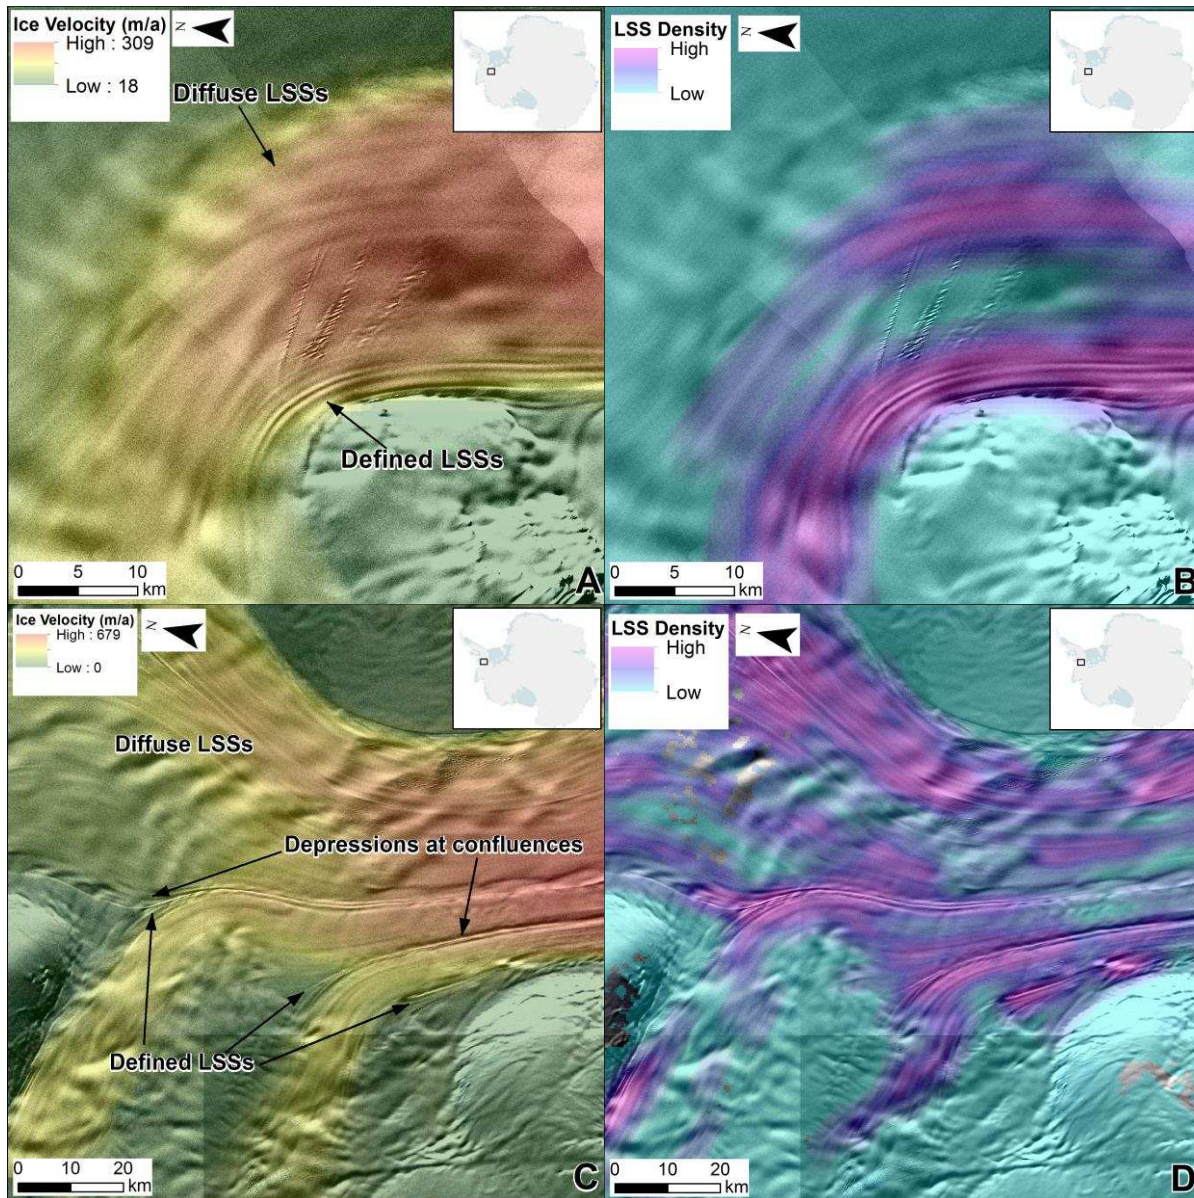 Ice Velocity (m/a)
High : 309
Low : 18
N
Diffuse LSSs
Defined LSSs
0 5 10
km
A
LSS Density
High
Low
N
0 5 10
km
B
Ice Velocity (m/a)
High : 679
Low : 0
N
Diffuse LSSs
Depressions at confluences
Defined LSSs
0 10 20
km
C
LSS Density
High
Low
N
0 10 20
km
D